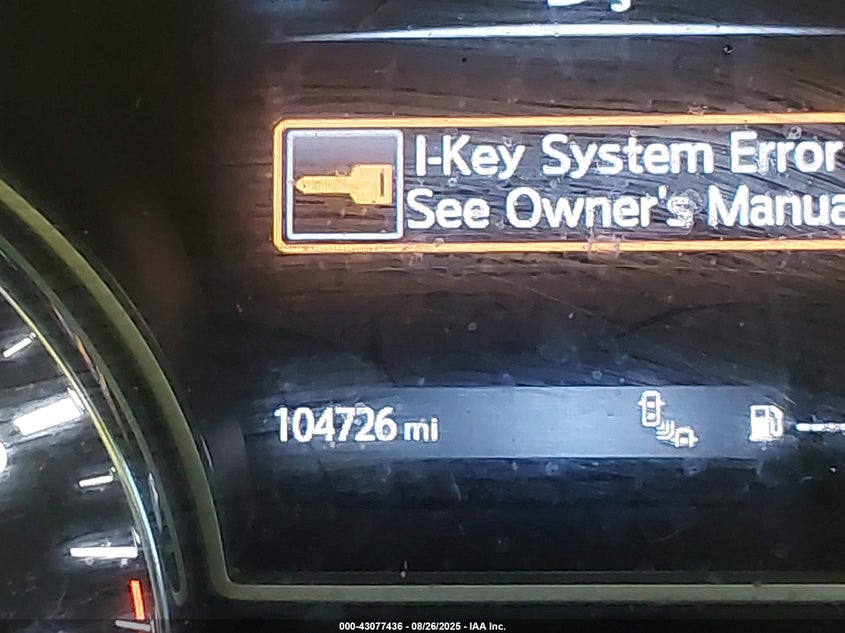 I-Key System Error
See Owner's Manua
104726 mi
000-43077436 - 08/26/2025 - IAA Inc.